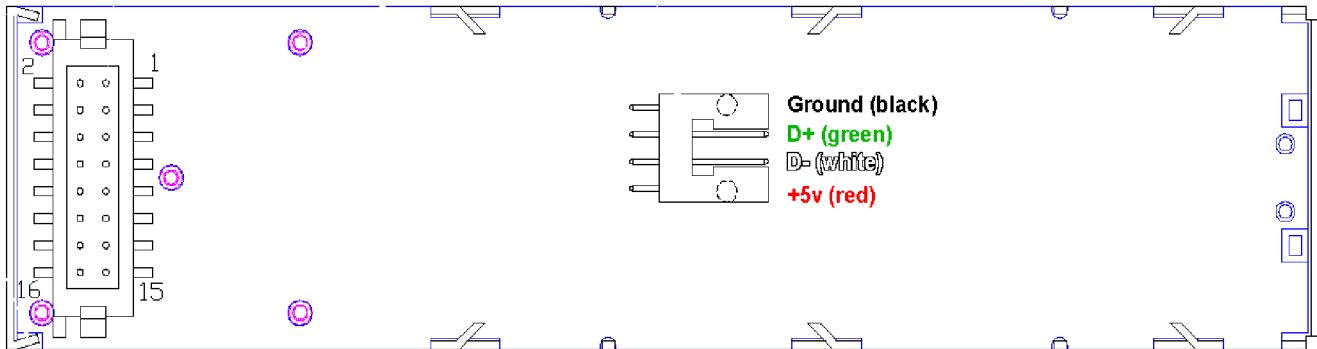 2 1
Ground (black)
D+ (green)
D- (white)
+5v (red)
16 15